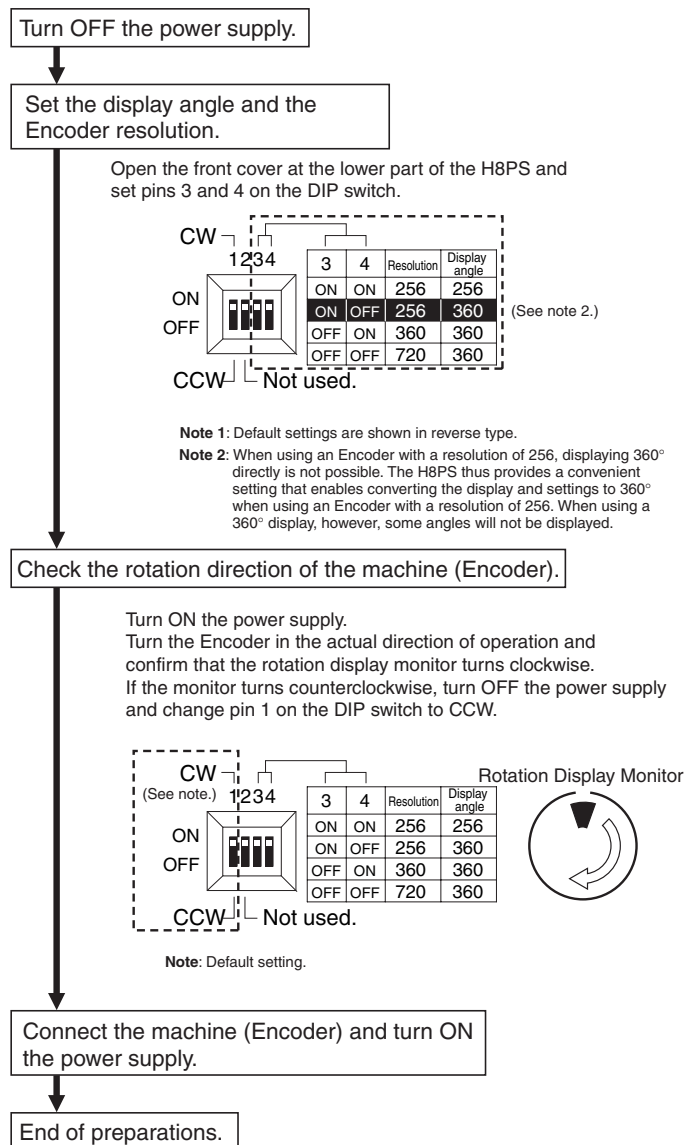 Turn OFF the power supply.
Set the display angle and the
Encoder resolution.
Open the front cover at the lower part of the H8PS and
set pins 3 and 4 on the DIP switch.
CW
1234
ON
OFF
CCW
Not used.
3 4 Resolution Display angle
ON ON 256 256
ON OFF 256 360
OFF ON 360 360
OFF OFF 720 360
(See note 2.)
Note 1: Default settings are shown in reverse type.
Note 2: When using an Encoder with a resolution of 256, displaying 360°
directly is not possible. The H8PS thus provides a convenient
setting that enables converting the display and settings to 360°
when using an Encoder with a resolution of 256. When using a
360° display, however, some angles will not be displayed.
Check the rotation direction of the machine (Encoder).
Turn ON the power supply.
Turn the Encoder in the actual direction of operation and
confirm that the rotation display monitor turns clockwise.
If the monitor turns counterclockwise, turn OFF the power supply
and change pin 1 on the DIP switch to CCW.
CW
(See note.)
1234
ON
OFF
CCW
Not used.
3 4 Resolution Display angle
ON ON 256 256
ON OFF 256 360
OFF ON 360 360
OFF OFF 720 360
Rotation Display Monitor
Note: Default setting.
Connect the machine (Encoder) and turn ON
the power supply.
End of preparations.